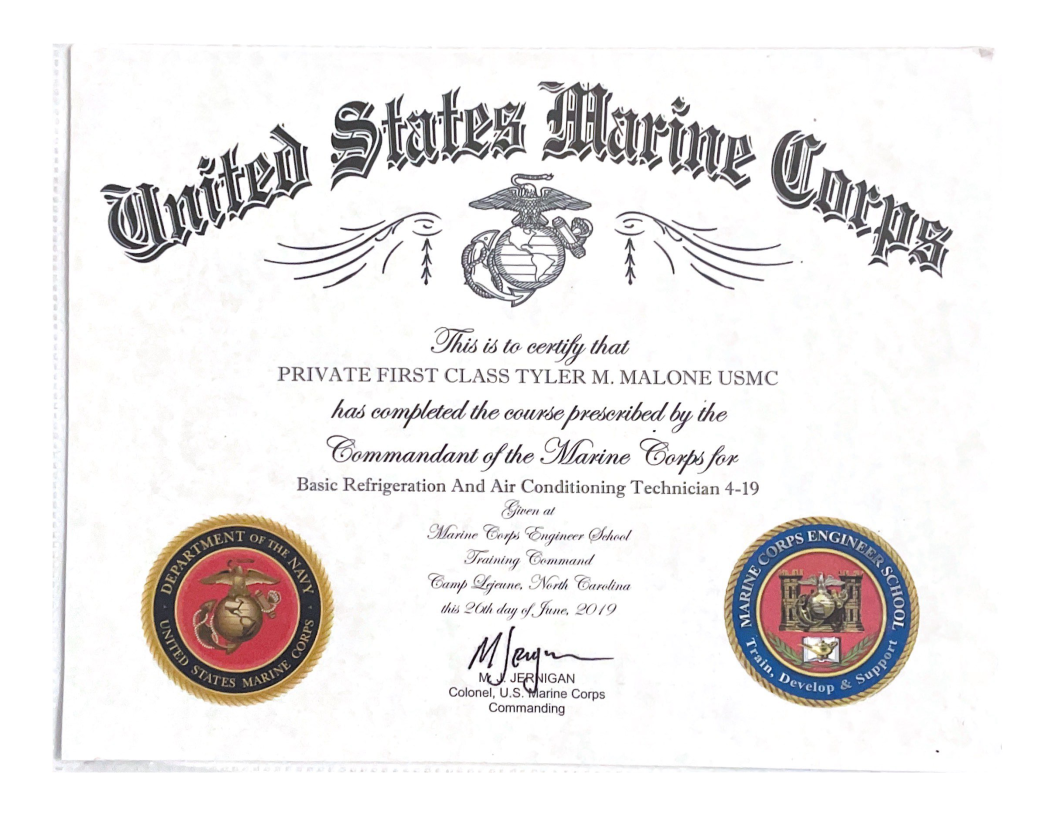 United States Marine Corps
This is to certify that
PRIVATE FIRST CLASS TYLER M. MALONE USMC
has completed the course prescribed by the
Commandant of the Marine Corps for
Basic Refrigeration And Air Conditioning Technician 4-19
Given at
Marine Corps Engineer School
Training Command
Camp Lejeune, North Carolina
this 26th day of June, 2019
M. J. JERNIGAN
Colonel, U.S. Marine Corps
Commanding
DEPARTMENT OF THE NAVY
UNITED STATES MARINE CORPS
MARINE CORPS ENGINEER SCHOOL
Train, Develop & Support